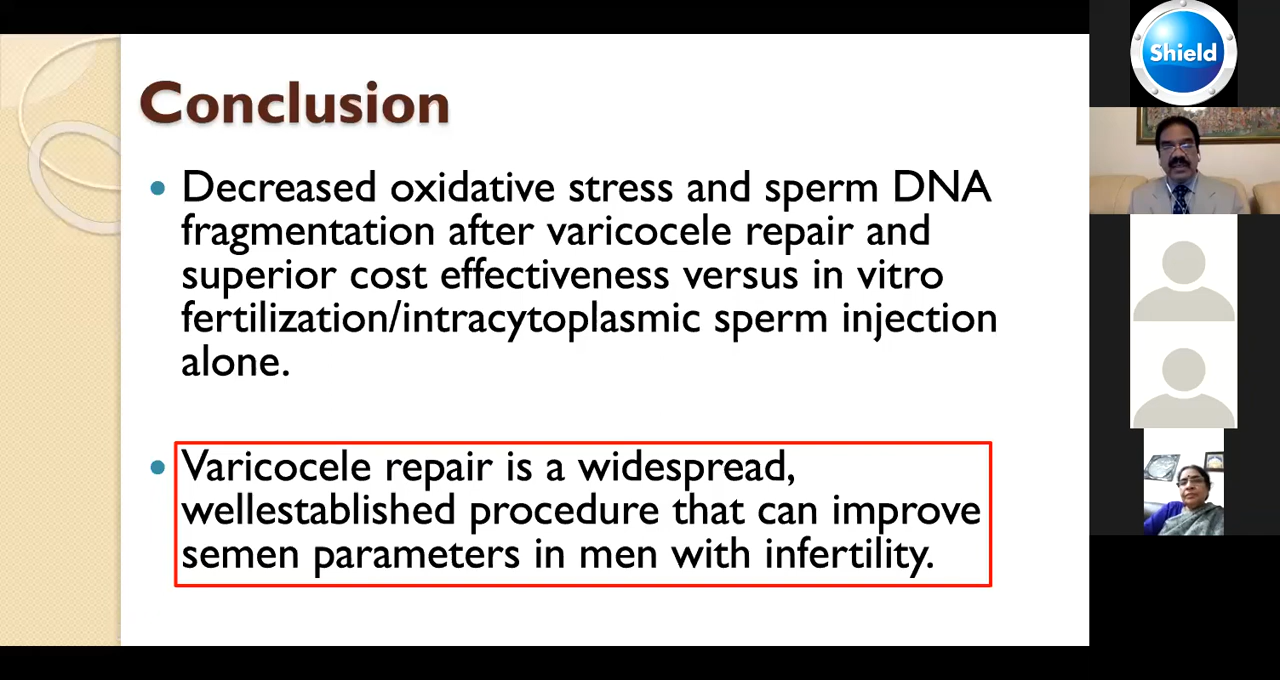 Conclusion
Decreased oxidative stress and sperm DNA
fragmentation after varicocele repair and
superior cost effectiveness versus in vitro
fertilization/intracytoplasmic sperm injection
alone.
Varicocele repair is a widespread,
wellestablished procedure that can improve
semen parameters in men with infertility.
Shield